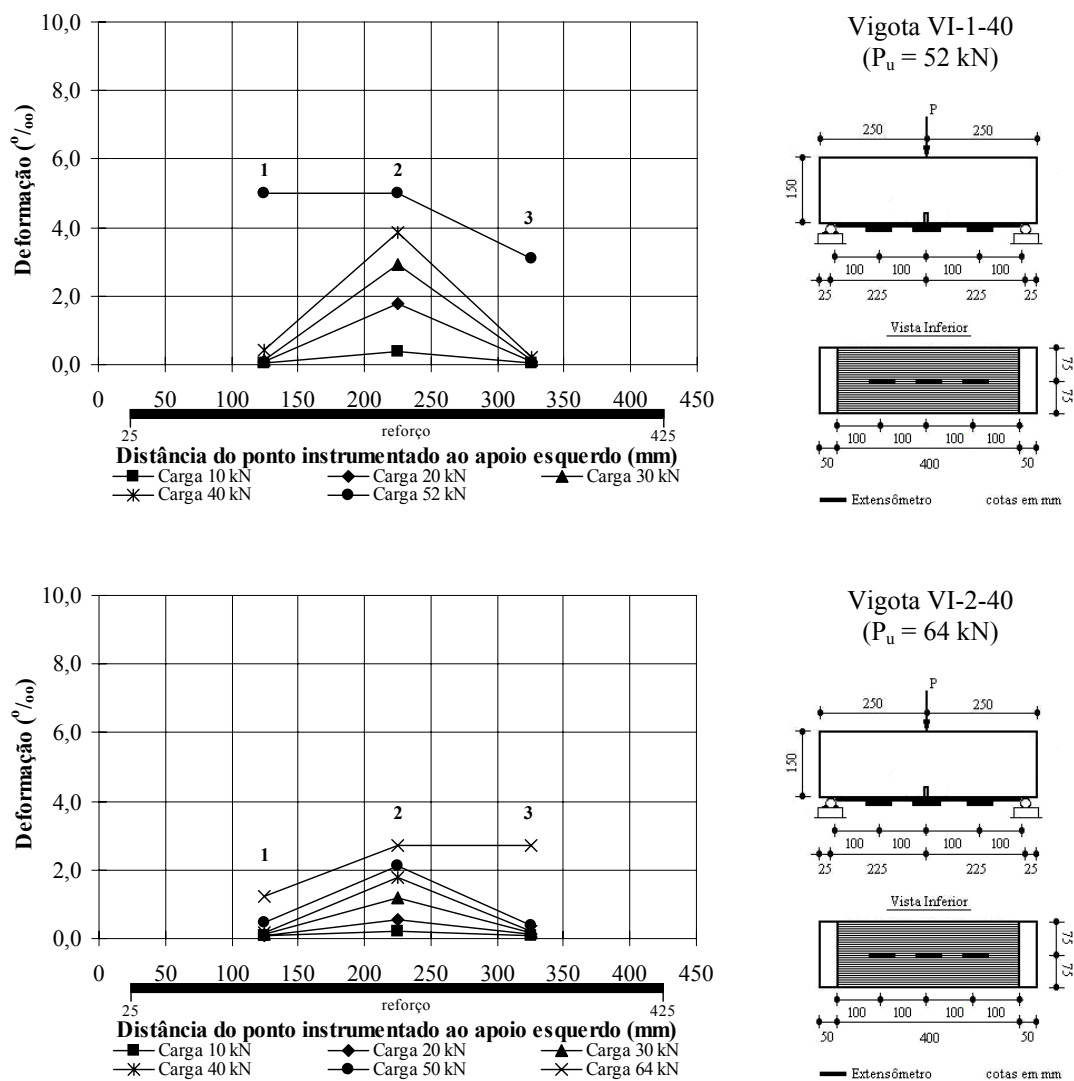 Vigota VI-1-40
(Pu = 52 kN)
Deformação (⁰/₀₀)
10,0
8,0
6,0
4,0
2,0
0,0
1
2
3
0 50 100 150 200 250 300 350 400 450
25 reforço 425
Distância do ponto instrumentado ao apoio esquerdo (mm)
Carga 10 kN Carga 20 kN Carga 30 kN
Carga 40 kN Carga 52 kN
P
250 250
150
100 100 100 100
25 225 225 25
Vista Inferior
75
75
100 100 100 100
50 400 50
Extensômetro cotas em mm
Vigota VI-2-40
(Pu = 64 kN)
Deformação (⁰/₀₀)
10,0
8,0
6,0
4,0
2,0
0,0
1
2
3
0 50 100 150 200 250 300 350 400 450
25 reforço 425
Distância do ponto instrumentado ao apoio esquerdo (mm)
Carga 10 kN Carga 20 kN Carga 30 kN
Carga 40 kN Carga 50 kN Carga 64 kN
P
250 250
150
100 100 100 100
25 225 225 25
Vista Inferior
75
75
100 100 100 100
50 400 50
Extensômetro cotas em mm